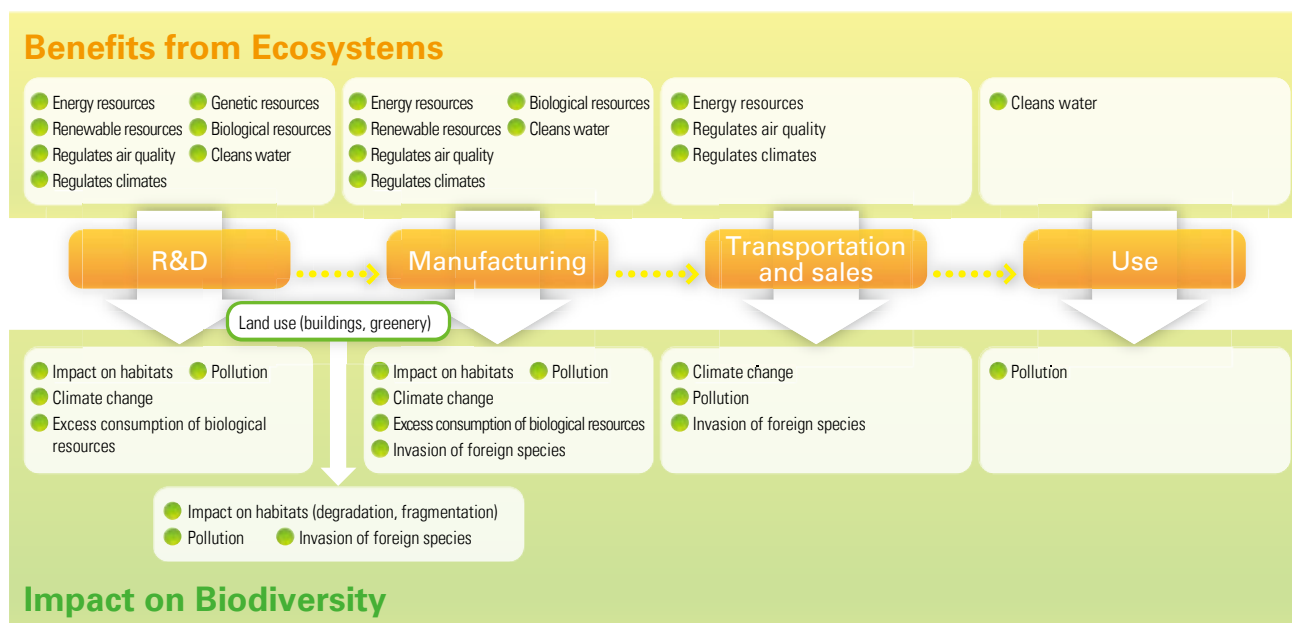 Benefits from Ecosystems
Energy resources
Renewable resources
Regulates air quality
Regulates climates
Genetic resources
Biological resources
Cleans water
Energy resources
Renewable resources
Regulates air quality
Regulates climates
Biological resources
Cleans water
Energy resources
Regulates air quality
Regulates climates
Cleans water
R&D
Manufacturing
Transportation
and sales
Use
Land use (buildings, greenery)
Impact on habitats
Pollution
Climate change
Excess consumption of biological
resources
Impact on habitats
Pollution
Climate change
Excess consumption of biological resources
Invasion of foreign species
Climate change
Pollution
Invasion of foreign species
Pollution
Impact on habitats (degradation, fragmentation)
Pollution
Invasion of foreign species
Impact on Biodiversity